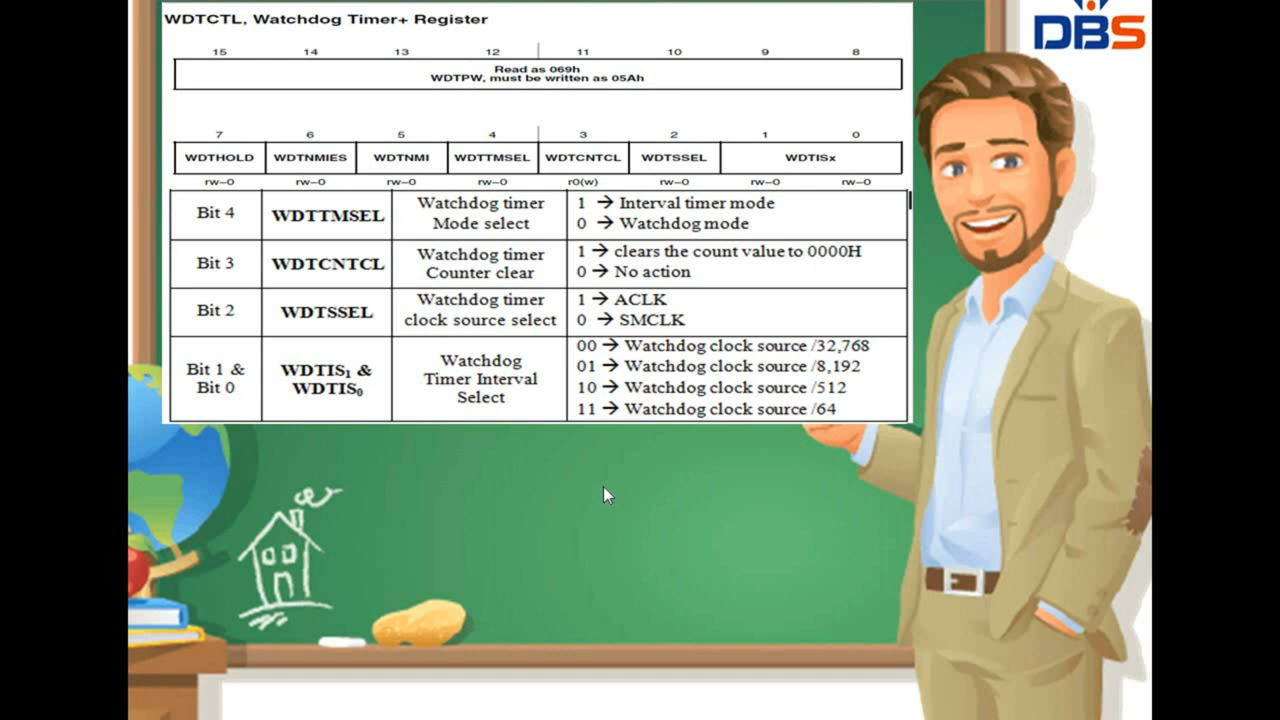 WDTCTL, Watchdog Timer+ Register
DBS
15 14 13 12 11 10 9 8
Read as 069h
WDTPW, must be written as 05Ah
7 6 5 4 3 2 1 0
WDTHOLD WDTNMIES WDTNMI WDTTMSEL WDTCNTCL WDTSSEL WDTISx
rw–0 rw–0 rw–0 rw–0 r0(w) rw–0 rw–0 rw–0
Bit 4 WDTTMSEL Watchdog timer Mode select
1 → Interval timer mode
0 → Watchdog mode
Bit 3 WDTCNTCL Watchdog timer Counter clear
1 → clears the count value to 0000H
0 → No action
Bit 2 WDTSSEL Watchdog timer clock source select
1 → ACLK
0 → SMCLK
Bit 1 & Bit 0 WDTIS1 & WDTIS0 Watchdog Timer Interval Select
00 → Watchdog clock source /32,768
01 → Watchdog clock source /8,192
10 → Watchdog clock source /512
11 → Watchdog clock source /64